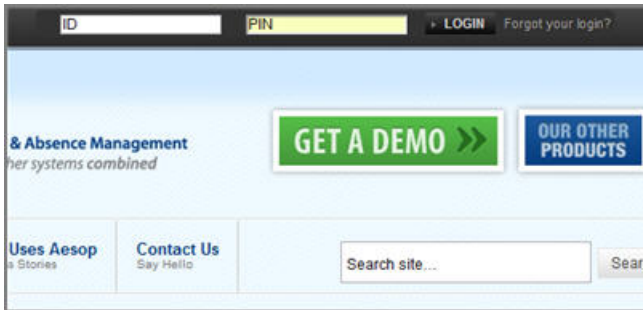 ID PIN LOGIN Forgot your login?
& Absence Management
her systems combined
GET A DEMO >>
OUR OTHER
PRODUCTS
Uses Aesop
a Stories
Contact Us
Say Hello
Search site...
Sear